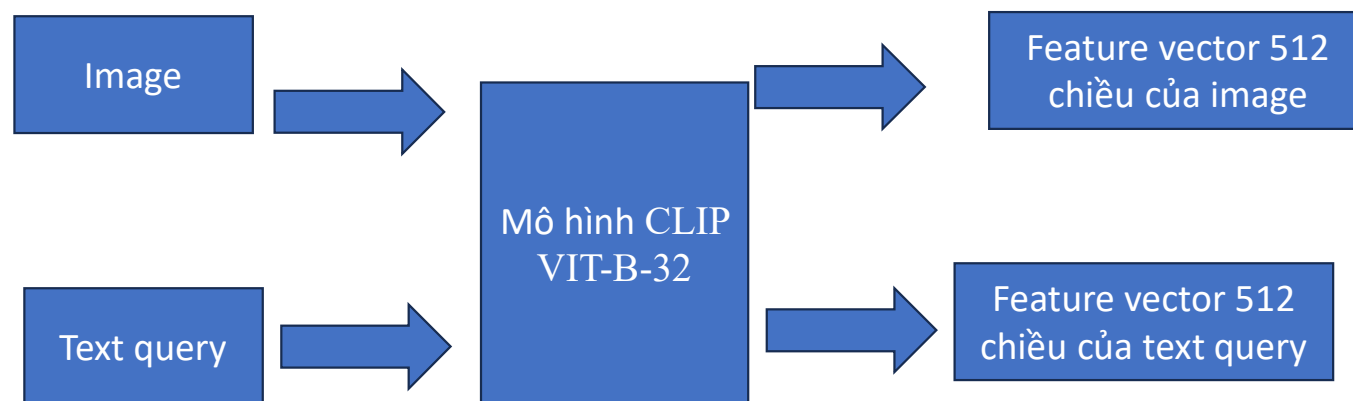 Image
Feature vector 512
chiều của image
Mô hình CLIP
VIT-B-32
Text query
Feature vector 512
chiều của text query